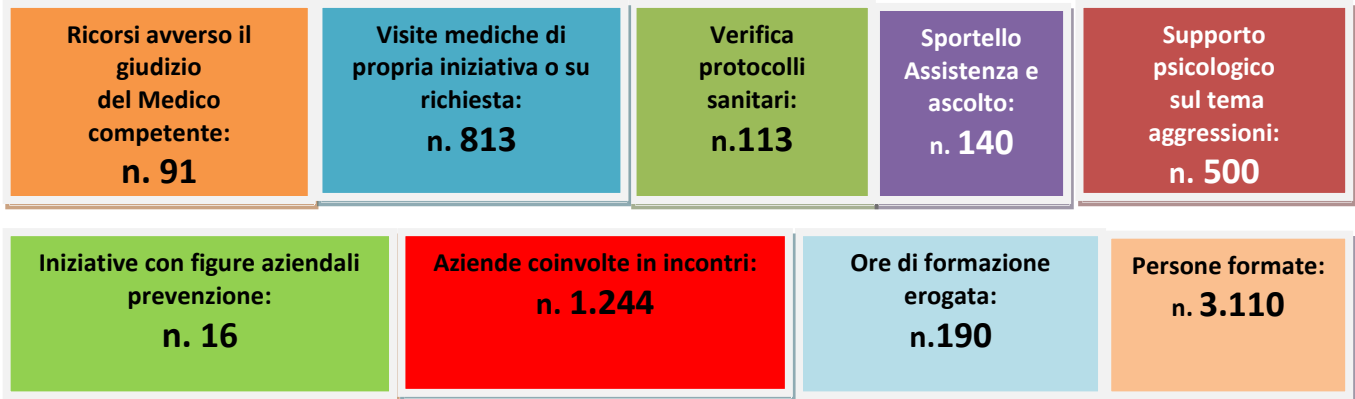 Ricorsi avverso il
giudizio
del Medico
competente:
n. 91
Visite mediche di
propria iniziativa o su
richiesta:
n. 813
Verifica
protocolli
sanitari:
n.113
Sportello
Assistenza e
ascolto:
n. 140
Supporto
psicologico
sul tema
aggressioni:
n. 500
Iniziative con figure aziendali
prevenzione:
n. 16
Aziende coinvolte in incontri:
n. 1.244
Ore di formazione
erogata:
n.190
Persone formate:
n. 3.110